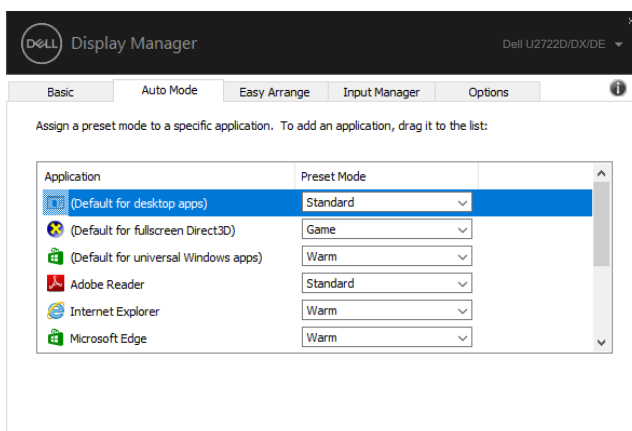 DELL Display Manager Dell U2722D/DX/DE
Basic Auto Mode Easy Arrange Input Manager Options
Assign a preset mode to a specific application. To add an application, drag it to the list:
Application Preset Mode
(Default for desktop apps) Standard
(Default for fullscreen Direct3D) Game
(Default for universal Windows apps) Warm
Adobe Reader Standard
Internet Explorer Warm
Microsoft Edge Warm